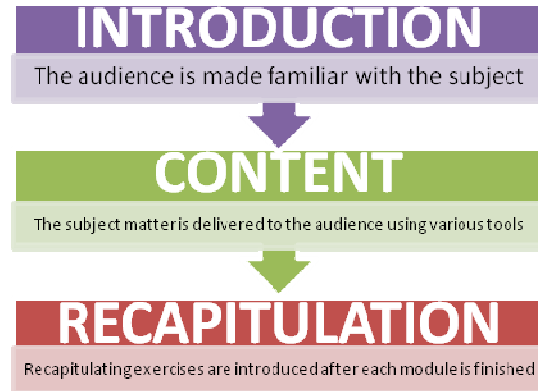 INTRODUCTION
The audience is made familiar with the subject
CONTENT
The subject matter is delivered to the audience using various tools
RECAPITULATION
Recapitulating exercises are introduced after each module is finished